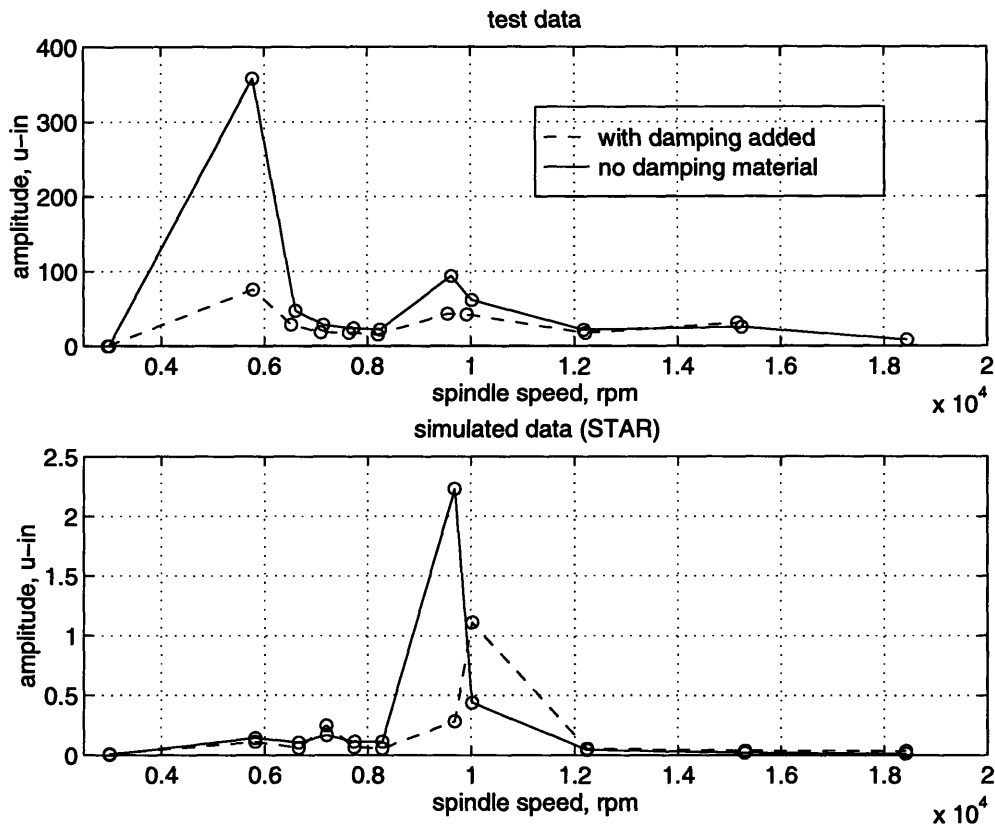 test data
400
300
200
100
0
amplitude, u-in
with damping added
no damping material
0.4 0.6 0.8 1 1.2 1.4 1.6 1.8 2
spindle speed, rpm
x 10^4
simulated data (STAR)
2.5
2
1.5
1
0.5
0
amplitude, u-in
0.4 0.6 0.8 1 1.2 1.4 1.6 1.8 2
spindle speed, rpm
x 10^4